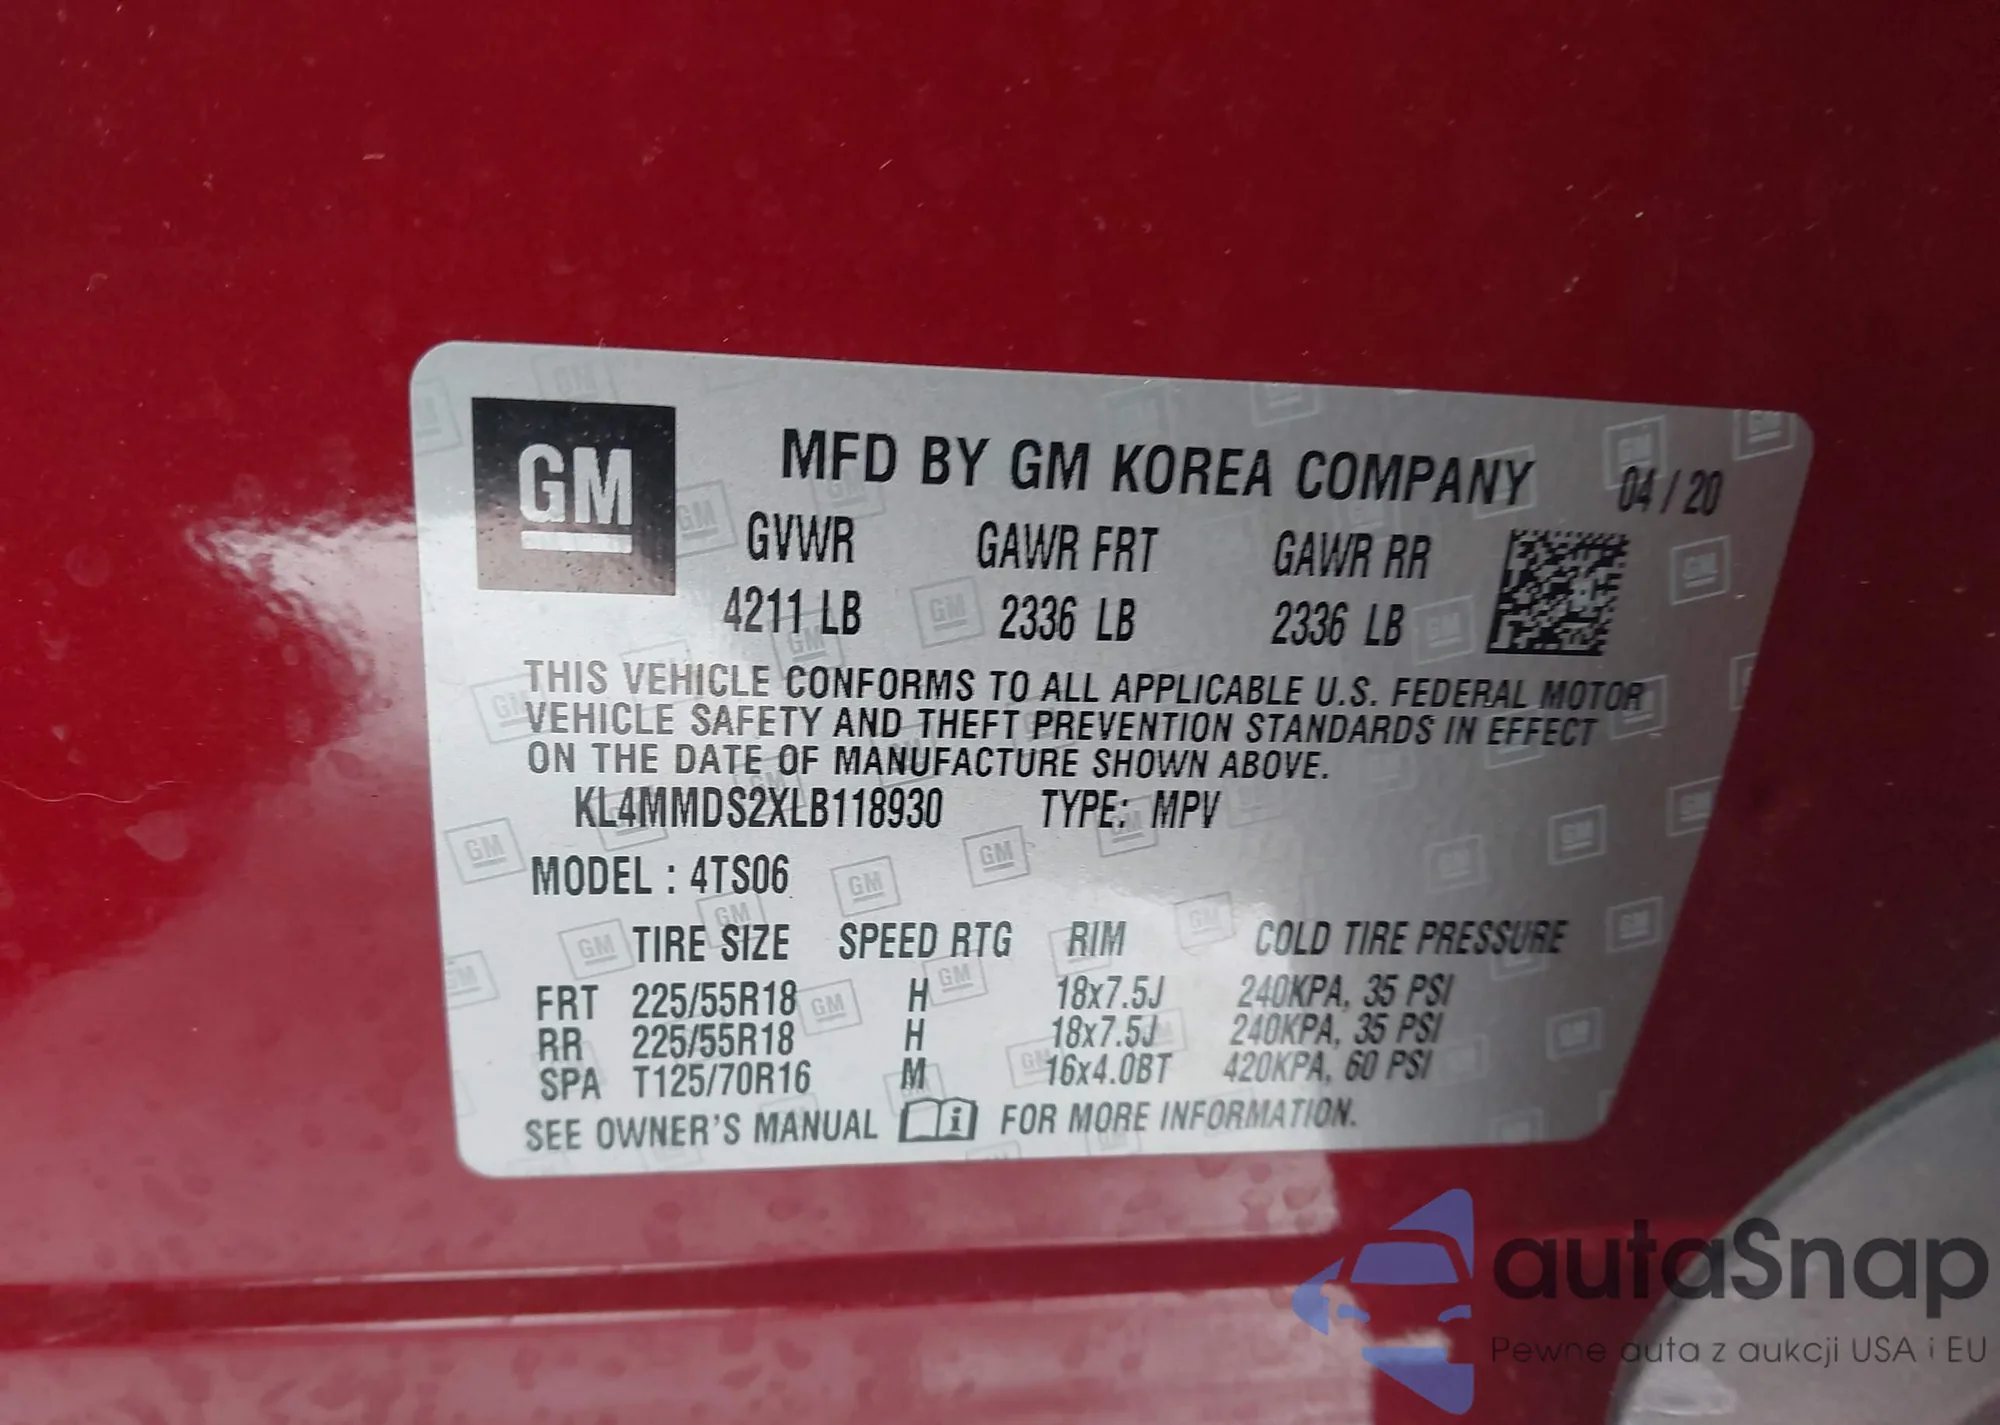 GM
MFD BY GM KOREA COMPANY 04 / 20
GVWR GAWR FRT GAWR RR
4211 LB 2336 LB 2336 LB
THIS VEHICLE CONFORMS TO ALL APPLICABLE U.S. FEDERAL MOTOR
VEHICLE SAFETY AND THEFT PREVENTION STANDARDS IN EFFECT
ON THE DATE OF MANUFACTURE SHOWN ABOVE.
KL4MMDS2XLB118930 TYPE: MPV
MODEL : 4TS06
TIRE SIZE SPEED RTG RIM COLD TIRE PRESSURE
FRT 225/55R18 H 18x7.5J 240KPA, 35 PSI
RR 225/55R18 H 18x7.5J 240KPA, 35 PSI
SPA T125/70R16 M 16x4.0BT 420KPA, 60 PSI
SEE OWNER'S MANUAL i FOR MORE INFORMATION.
autaSnap
Pewne auta z aukcji USA i EU